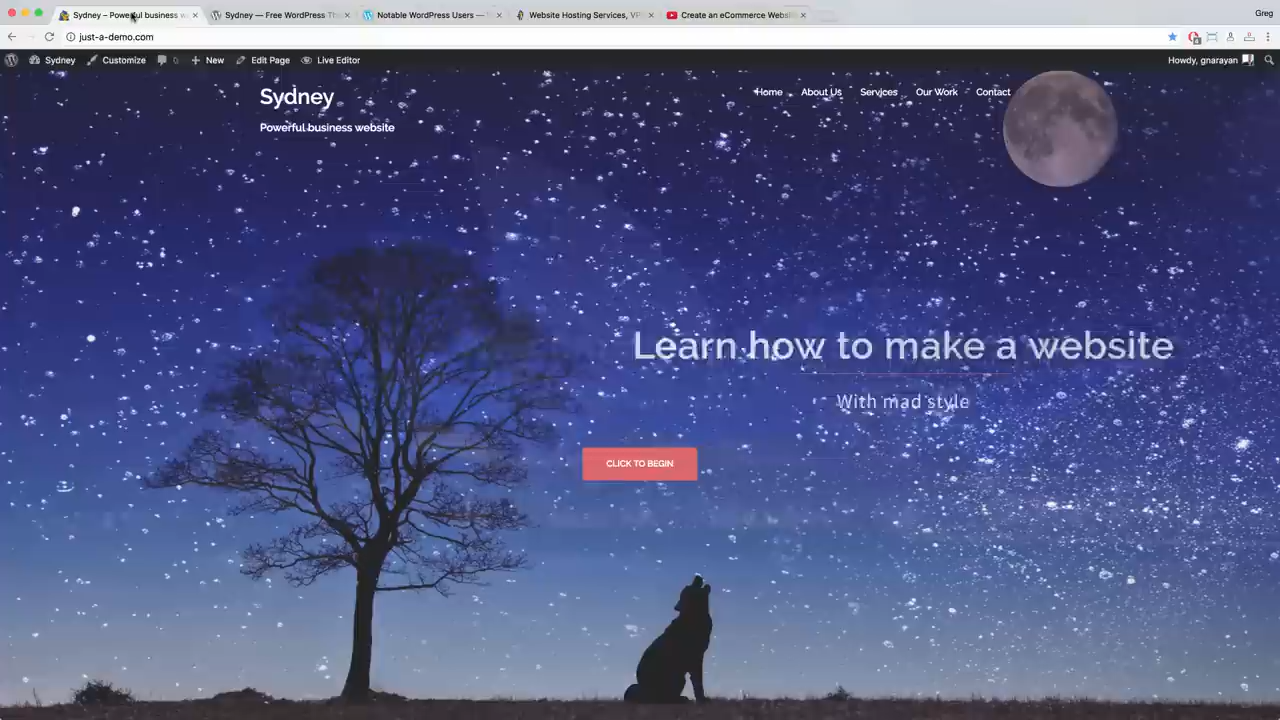 Sydney – Powerful business w
Sydney — Free WordPress The
Notable WordPress Users —
Website Hosting Services, VP
Create an eCommerce Websi
Greg
just-a-demo.com
Sydney
Customize
0
New
Edit Page
Live Editor
Howdy, gnarayan
Sydney
Powerful business website
Home
About Us
Services
Our Work
Contact
Learn how to make a website
With mad style
CLICK TO BEGIN